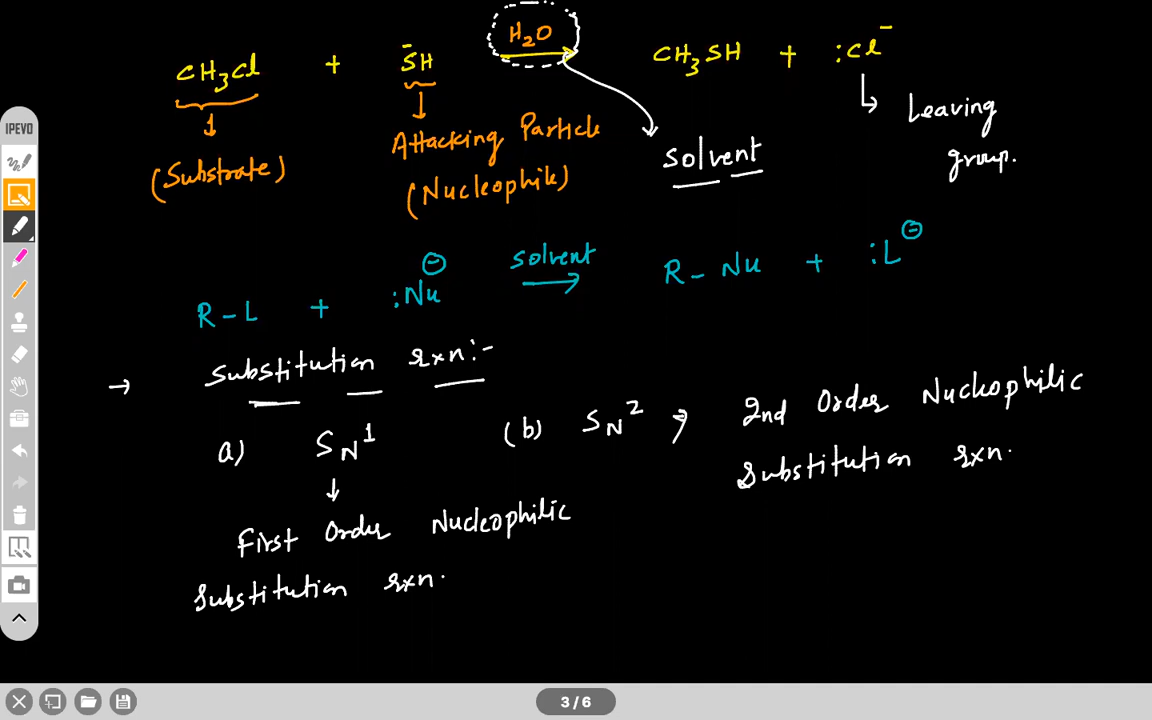 CH₃Cl + S̄H H₂O CH₃SH + :Cl⁻
(Substrate)
Attacking Particle
(Nucleophile)
Solvent
Leaving
group.
R-L + :Nu⊖ solvent R-Nu + :L⊖
→ Substitution rxn:-
a) SN1 (b) SN2
2nd Order Nucleophilic
Substitution rxn.
First Order Nucleophilic
Substitution rxn.
IPEVO
3/6